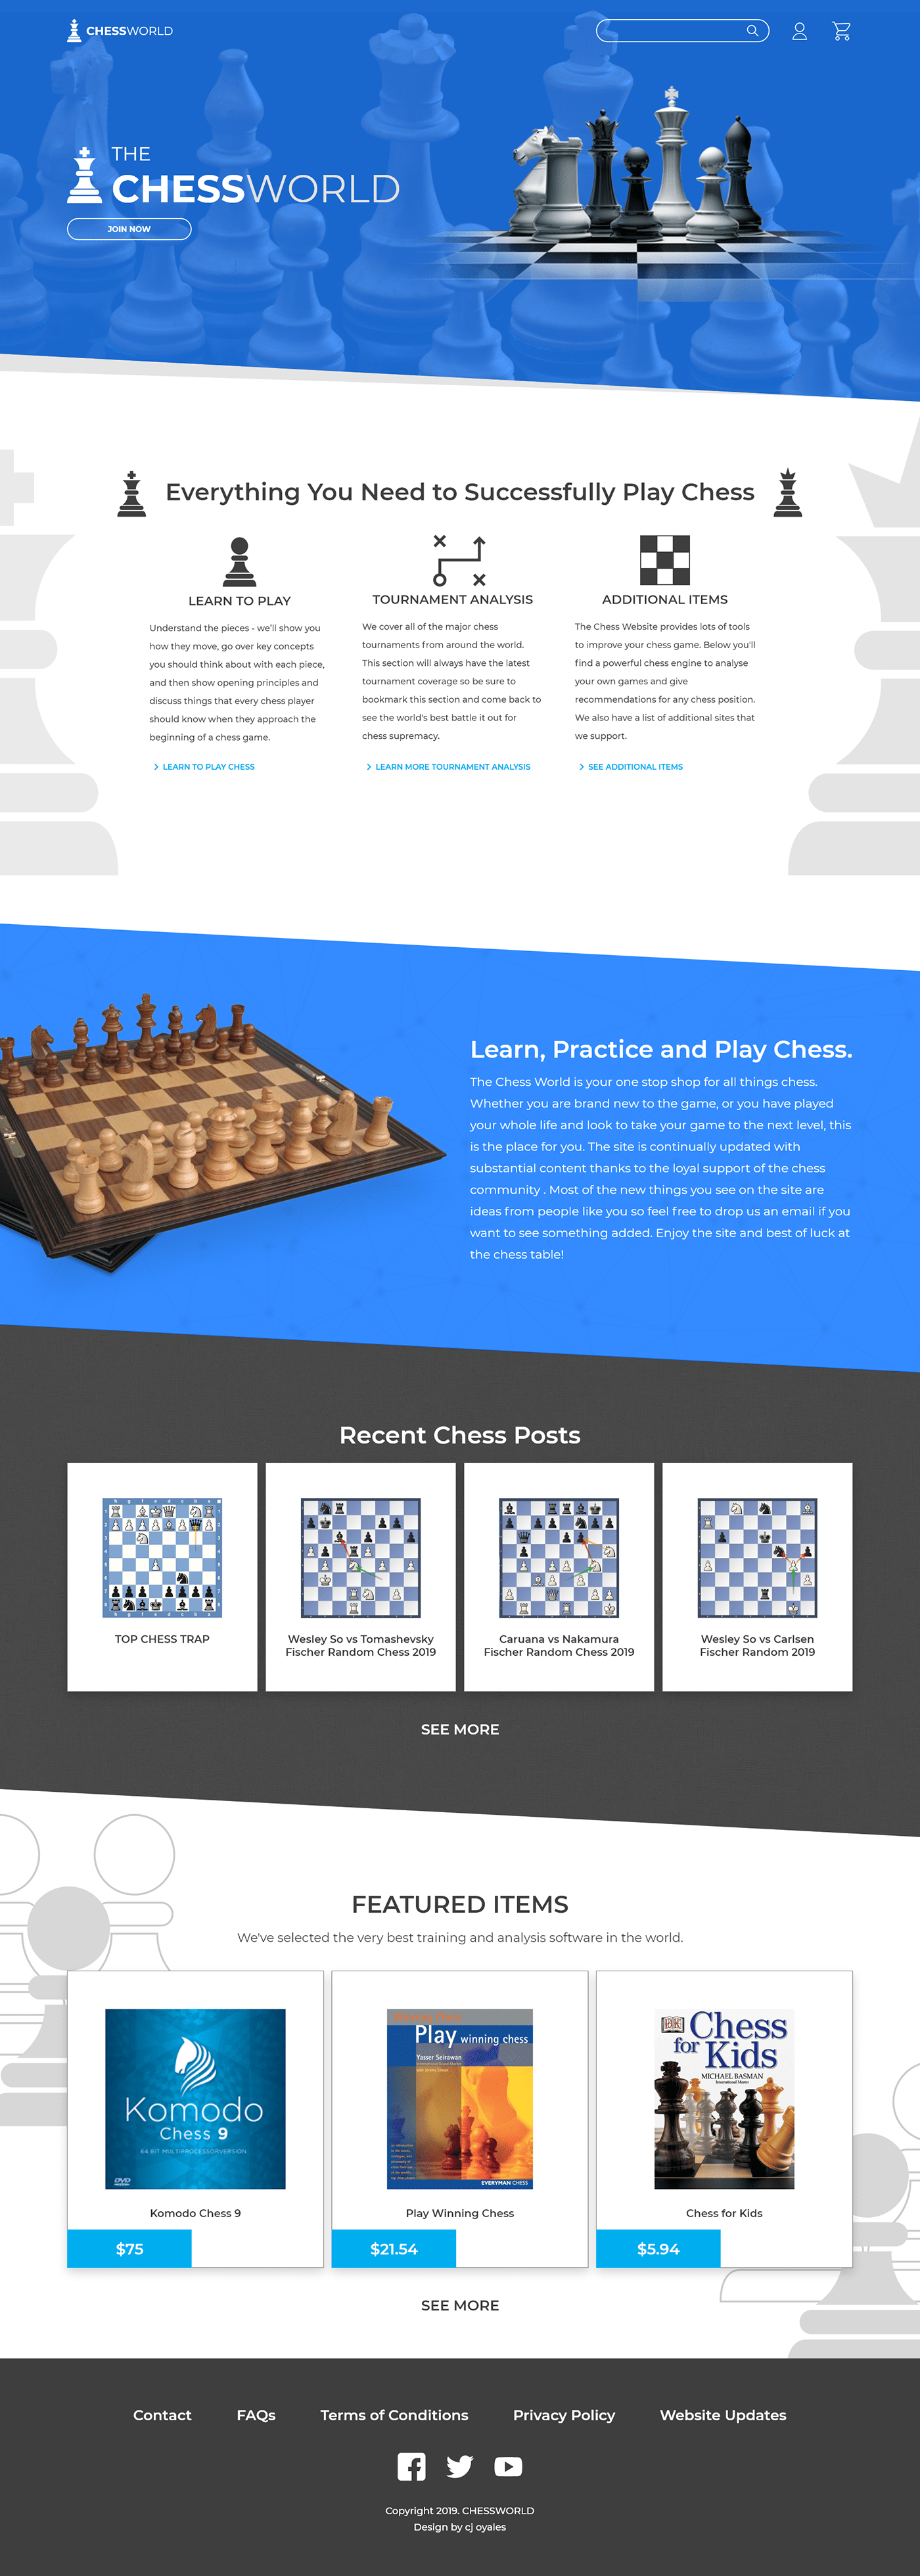 CHESSWORLD
THE
CHESSWORLD
JOIN NOW
Everything You Need to Successfully Play Chess
LEARN TO PLAY
Understand the pieces - we'll show you
how they move, go over key concepts
you should think about with each piece,
and then show opening principles and
discuss things that every chess player
should know when they approach the
beginning of a chess game.
LEARN TO PLAY CHESS
TOURNAMENT ANALYSIS
We cover all of the major chess
tournaments from around the world.
This section will always have the latest
tournament coverage so be sure to
bookmark this section and come back to
see the world's best battle it out for
chess supremacy.
LEARN MORE TOURNAMENT ANALYSIS
ADDITIONAL ITEMS
The Chess Website provides lots of tools
to improve your chess game. Below you'll
find a powerful chess engine to analyse
your own games and give
recommendations for any chess position.
We also have a list of additional sites that
we support.
SEE ADDITIONAL ITEMS
Learn, Practice and Play Chess.
The Chess World is your one stop shop for all things chess.
Whether you are brand new to the game, or you have played
your whole life and look to take your game to the next level, this
is the place for you. The site is continually updated with
substantial content thanks to the loyal support of the chess
community . Most of the new things you see on the site are
ideas from people like you so feel free to drop us an email if you
want to see something added. Enjoy the site and best of luck at
the chess table!
Recent Chess Posts
TOP CHESS TRAP
Wesley So vs Tomashevsky
Fischer Random Chess 2019
Caruana vs Nakamura
Fischer Random Chess 2019
Wesley So vs Carlsen
Fischer Random 2019
SEE MORE
FEATURED ITEMS
We've selected the very best training and analysis software in the world.
Komodo
Chess 9
64 BIT MULTIPROCESSORVERSION
DVD
Komodo Chess 9
$75
Winning Chess
Play winning chess
Yasser Seirawan
International Grand Master
EVERYMAN CHESS
Play Winning Chess
$21.54
DK
Chess
for Kids
MICHAEL BASMAN
International Master
Chess for Kids
$5.94
SEE MORE
Contact
FAQs
Terms of Conditions
Privacy Policy
Website Updates
Copyright 2019. CHESSWORLD
Design by cj oyales